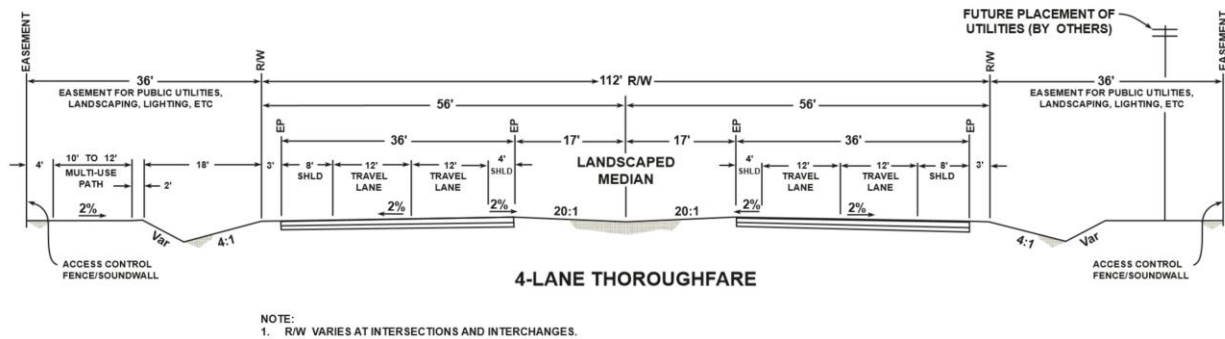 EASEMENT
R/W
FUTURE PLACEMENT OF
UTILITIES (BY OTHERS)
R/W
EASEMENT
36'
112' R/W
36'
EASEMENT FOR PUBLIC UTILITIES,
LANDSCAPING, LIGHTING, ETC
EASEMENT FOR PUBLIC UTILITIES,
LANDSCAPING, LIGHTING, ETC
56'
56'
EP
EP
EP
EP
36'
17'
17'
36'
4'
10' TO 12'
MULTI-USE
PATH
2'
18'
3'
8'
SHLD
12'
TRAVEL
LANE
12'
TRAVEL
LANE
4'
SHLD
LANDSCAPED
MEDIAN
4'
SHLD
12'
TRAVEL
LANE
12'
TRAVEL
LANE
8'
SHLD
3'
2%
2%
2%
20:1
20:1
2%
2%
Var
4:1
4:1
Var
ACCESS CONTROL
FENCE/SOUNDWALL
ACCESS CONTROL
FENCE/SOUNDWALL
4-LANE THOROUGHFARE
NOTE:
1. R/W VARIES AT INTERSECTIONS AND INTERCHANGES.